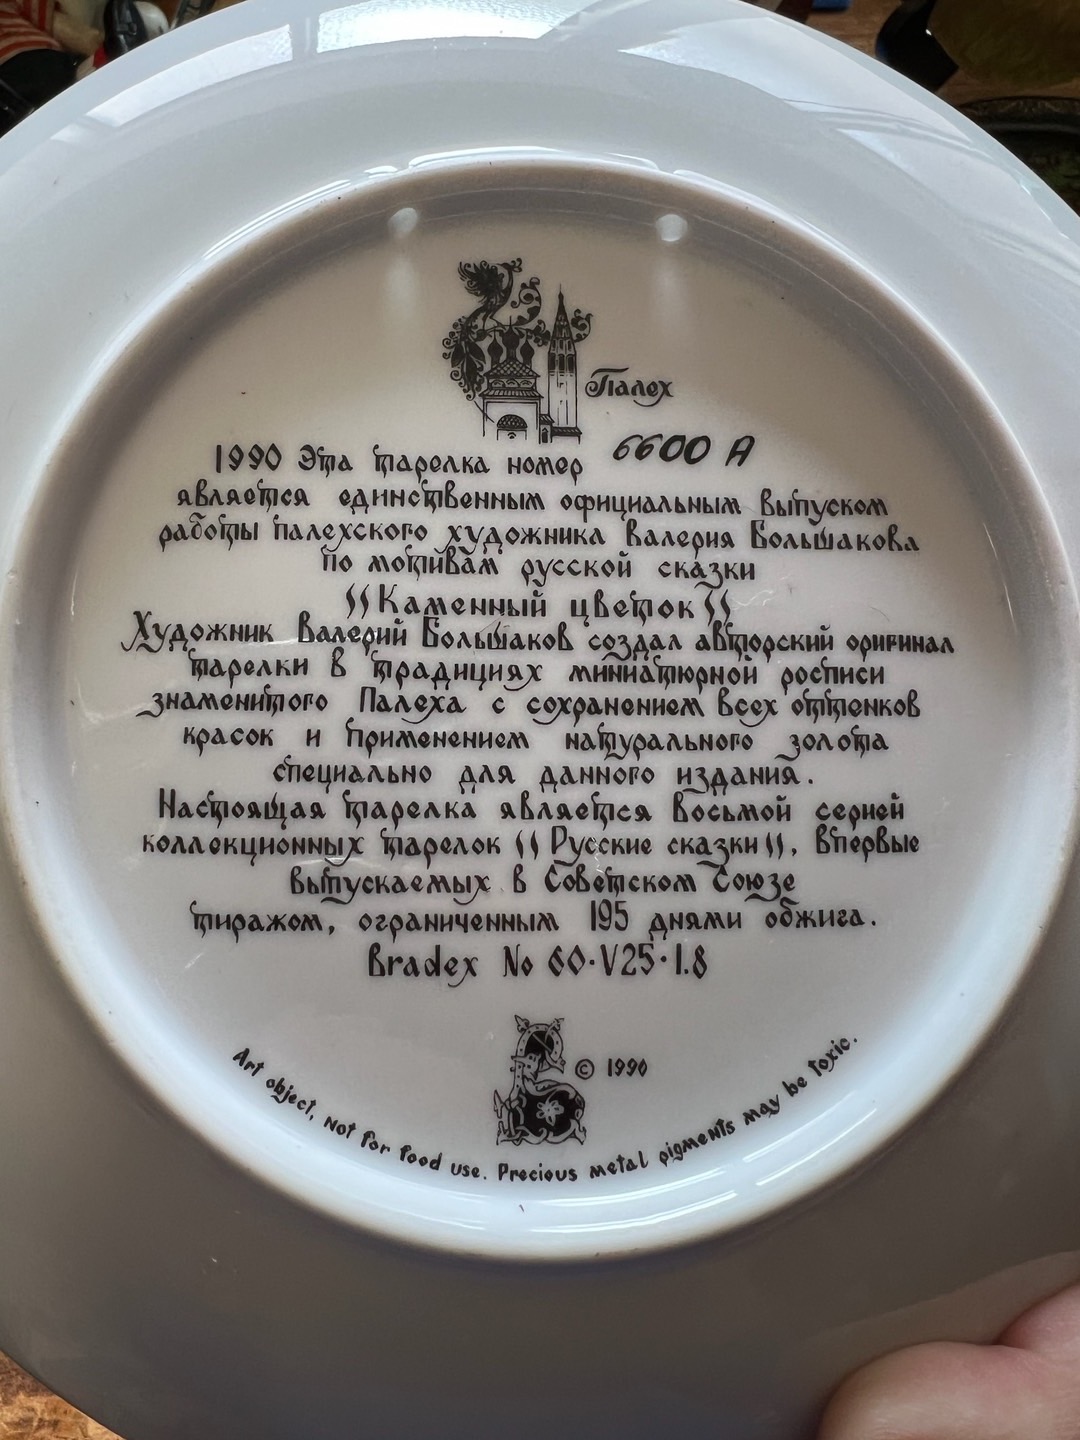 Палех
1990 Эта тарелка номер 6600 А
является единственным официальным выпуском
работы палехского художника Валерия Большакова
по мотивам русской сказки
"Каменный цветок"
Художник Валерий Большаков создал авторский оригинал
тарелки в традициях миниатюрной росписи
знаменитого Палеха с сохранением всех оттенков
красок и применением натурального золота
специально для данного издания.
Настоящая тарелка является восьмой серией
коллекционных тарелок "Русские сказки", впервые
выпускаемых в Советском Союзе
тиражом, ограниченным 195 днями обжига.
Bradex No 60·V25·1.8
© 1990
Art object, not for food use. Precious metal pigments may be toxic.